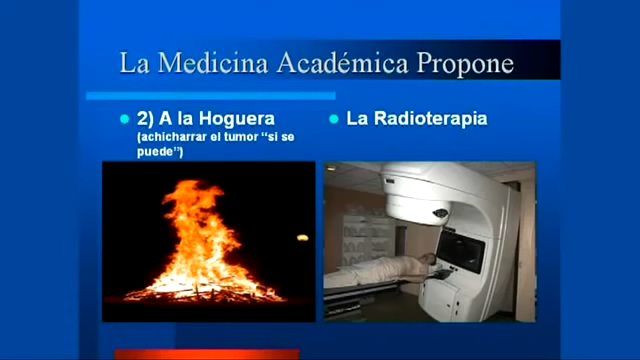 La Medicina Académica Propone
2) A la Hoguera
(achicharrar el tumor “si se
puede”)
La Radioterapia